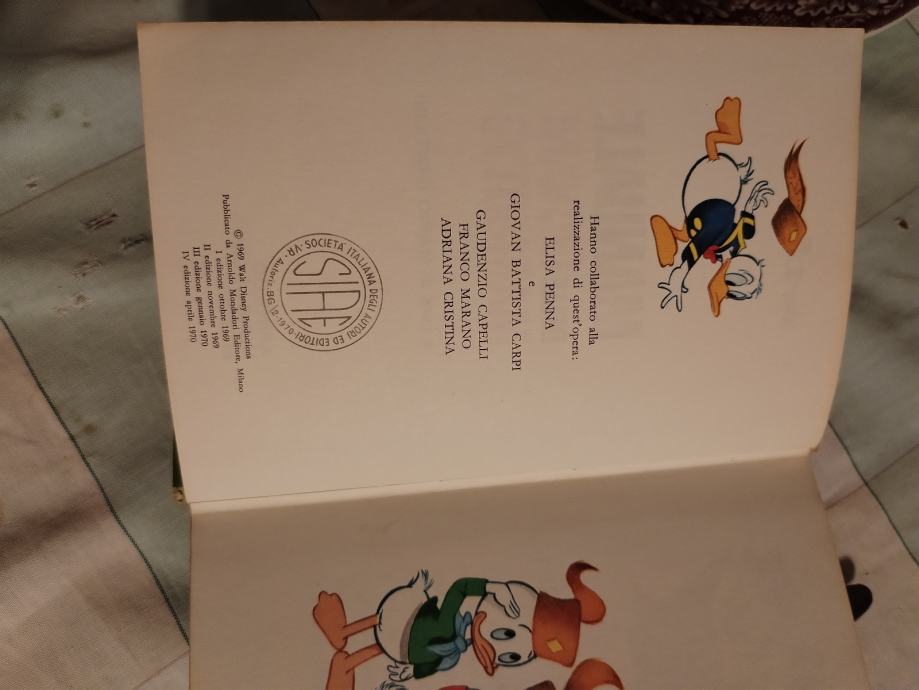 Hanno collaborato alla
realizzazione di quest'opera:
ELISA PENNA
e
GIOVAN BATTISTA CARPI
GAUDENZIO CAPELLI
FRANCO MARANO
ADRIANA CRISTINA
SOCIETÀ ITALIANA DEGLI AUTORI ED EDITORI
SIAE
© 1969 Walt Disney Productions
Pubblicato da Arnoldo Mondadori Editore, Milano
I edizione ottobre 1969
II edizione novembre 1969
III edizione gennaio 1970
IV edizione aprile 1970